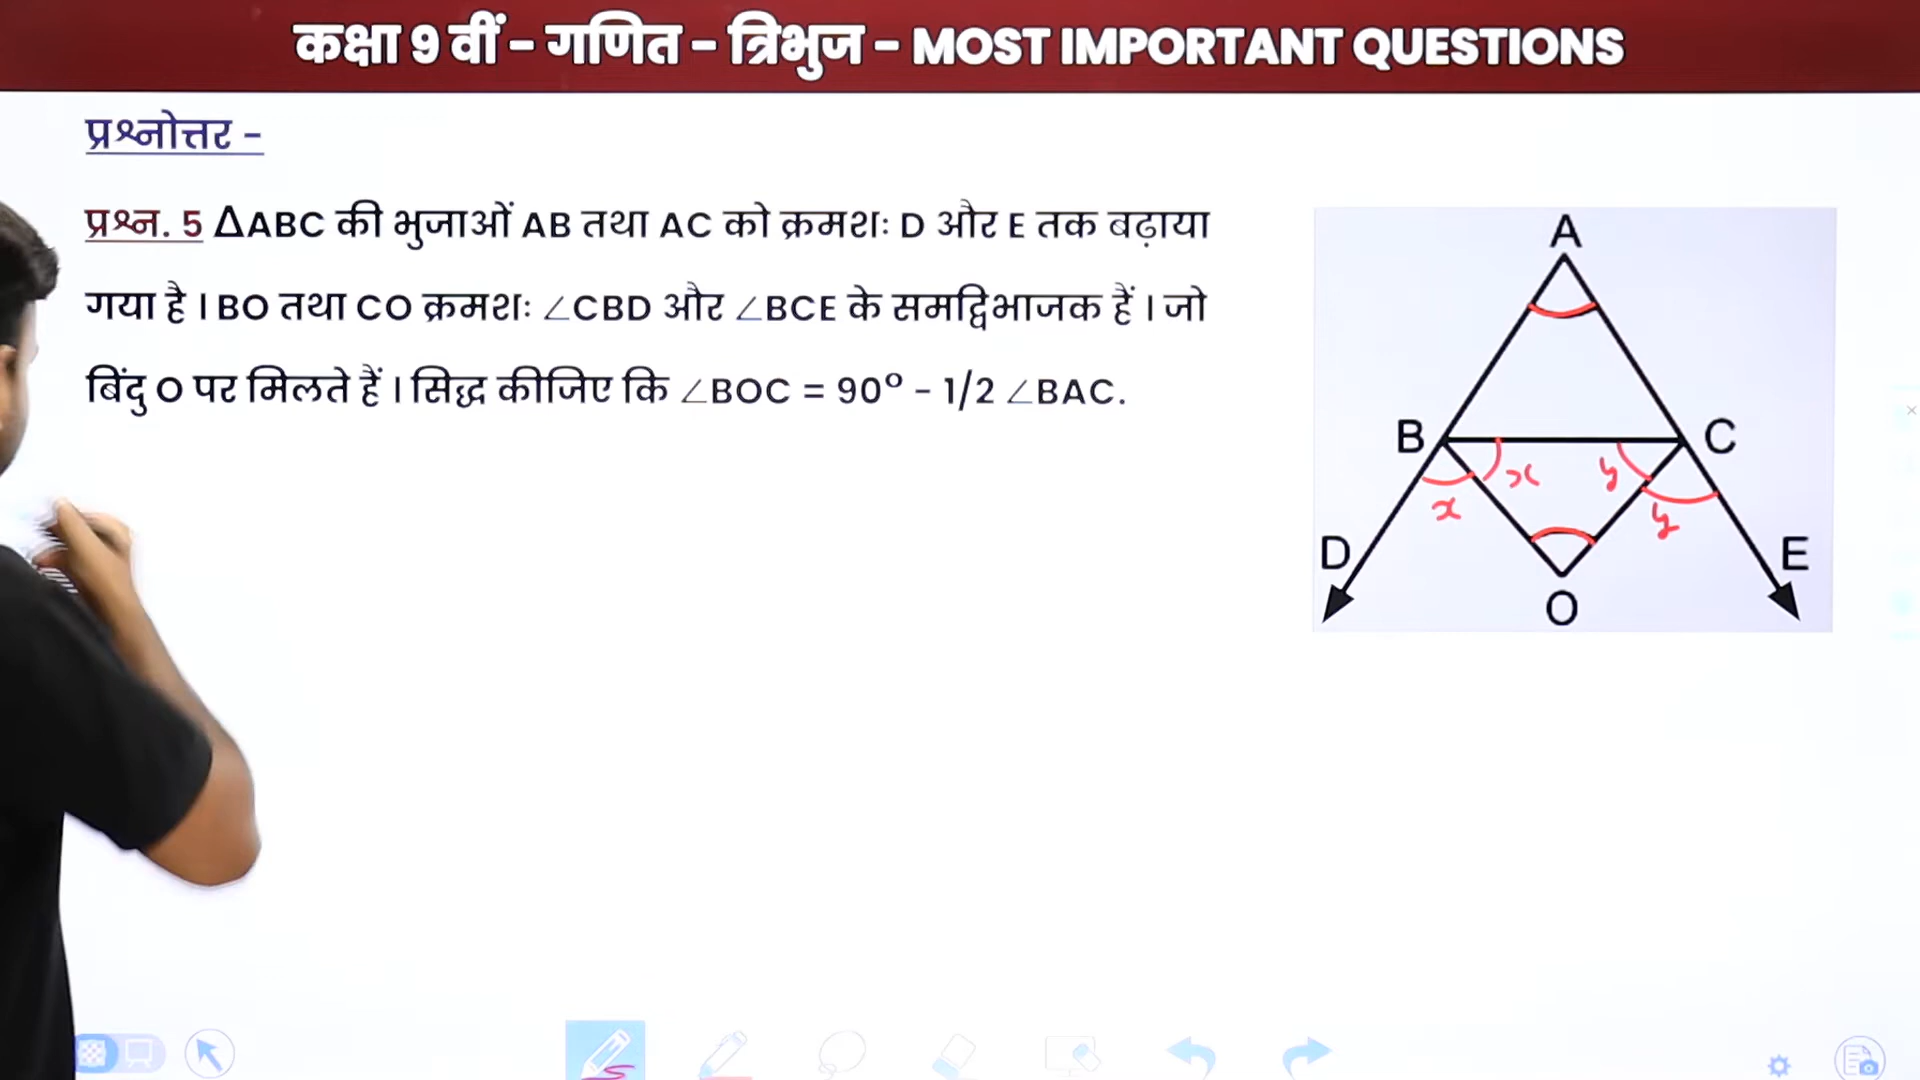 कक्षा 9 वीं - गणित - त्रिभुज - MOST IMPORTANT QUESTIONS
प्रश्नोत्तर -
प्रश्न. 5 ΔABC की भुजाओं AB तथा AC को क्रमशः D और E तक बढ़ाया
गया है । BO तथा CO क्रमशः ∠CBD और ∠BCE के समद्विभाजक हैं । जो
बिंदु O पर मिलते हैं । सिद्ध कीजिए कि ∠BOC = 90° - 1/2 ∠BAC.
A
B C
x y
x y
D E
O